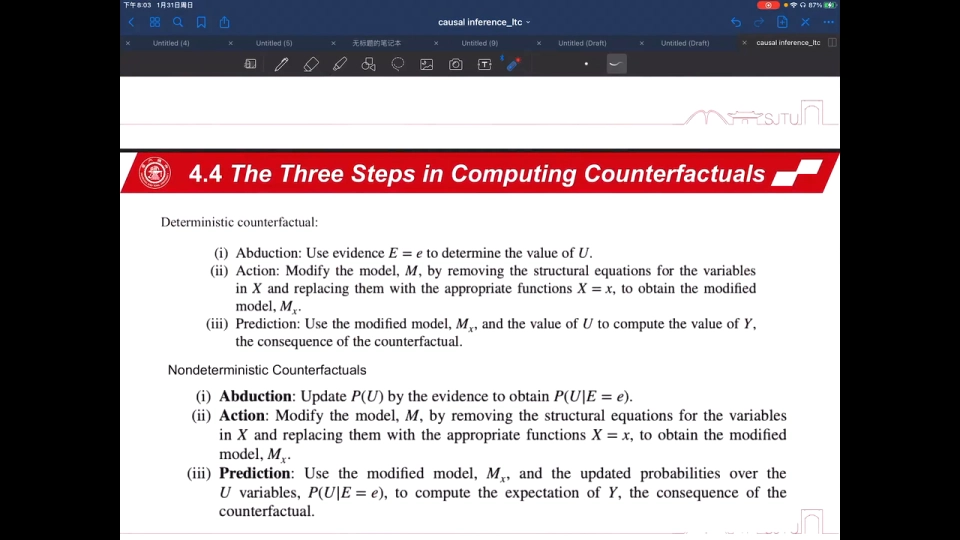 下午8:03 1月31日周日
87%
causal inference_ltc
Untitled (4)
Untitled (5)
无标题的笔记本
Untitled (9)
Untitled (Draft)
Untitled (Draft)
causal inference_ltc
SJTU
4.4 The Three Steps in Computing Counterfactuals
Deterministic counterfactual:
(i) Abduction: Use evidence E = e to determine the value of U.
(ii) Action: Modify the model, M, by removing the structural equations for the variables
in X and replacing them with the appropriate functions X = x, to obtain the modified
model, Mₓ.
(iii) Prediction: Use the modified model, Mₓ, and the value of U to compute the value of Y,
the consequence of the counterfactual.
Nondeterministic Counterfactuals
(i) Abduction: Update P(U) by the evidence to obtain P(U|E = e).
(ii) Action: Modify the model, M, by removing the structural equations for the variables
in X and replacing them with the appropriate functions X = x, to obtain the modified
model, Mₓ.
(iii) Prediction: Use the modified model, Mₓ, and the updated probabilities over the
U variables, P(U|E = e), to compute the expectation of Y, the consequence of the
counterfactual.